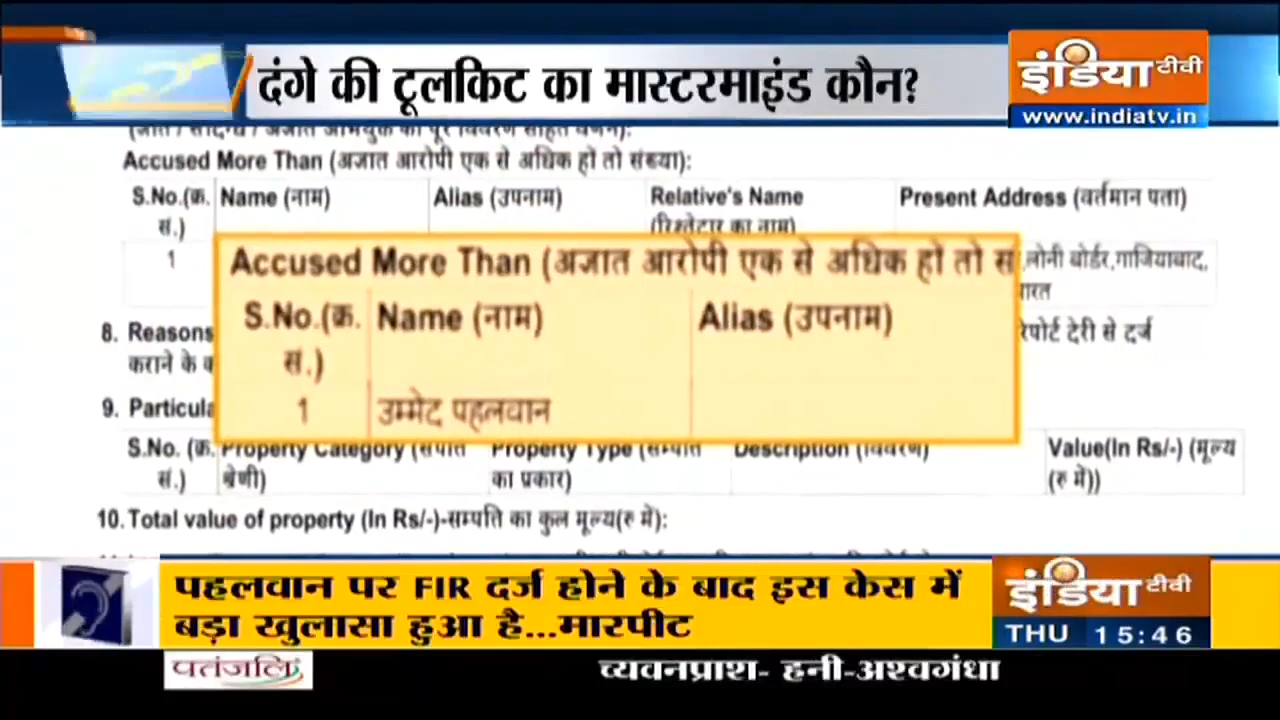 दंगे की टूलकिट का मास्टरमाइंड कौन?
इंडिया टीवी
www.indiatv.in
Accused More Than (अज्ञात आरोपी एक से अधिक हों तो संख्या):
S.No.(क्र. सं.) Name (नाम) Alias (उपनाम) Relative's Name (रिश्तेदार का नाम) Present Address (वर्तमान पता)
1 लोनी बोर्डर,गाजियाबाद,
Accused More Than (अज्ञात आरोपी एक से अधिक हों तो स
S.No.(क्र. सं.) Name (नाम) Alias (उपनाम)
1 उम्मेद पहलवान
8. Reasons रिपोर्ट देरी से दर्ज
कराने के
9. Particula
S.No. (क्र. सं.) Property Category (संपत्ति श्रेणी) Property Type (सम्पत्ति का प्रकार) Description (विवरण) Value(In Rs/-) (मूल्य (रु में))
10. Total value of property (In Rs/-)-सम्पत्ति का कुल मूल्य(रु में):
पहलवान पर FIR दर्ज होने के बाद इस केस में
बड़ा खुलासा हुआ है...मारपीट
इंडिया टीवी
THU 15:46
पतंजलि
च्यवनप्राश- हनी-अश्वगंधा